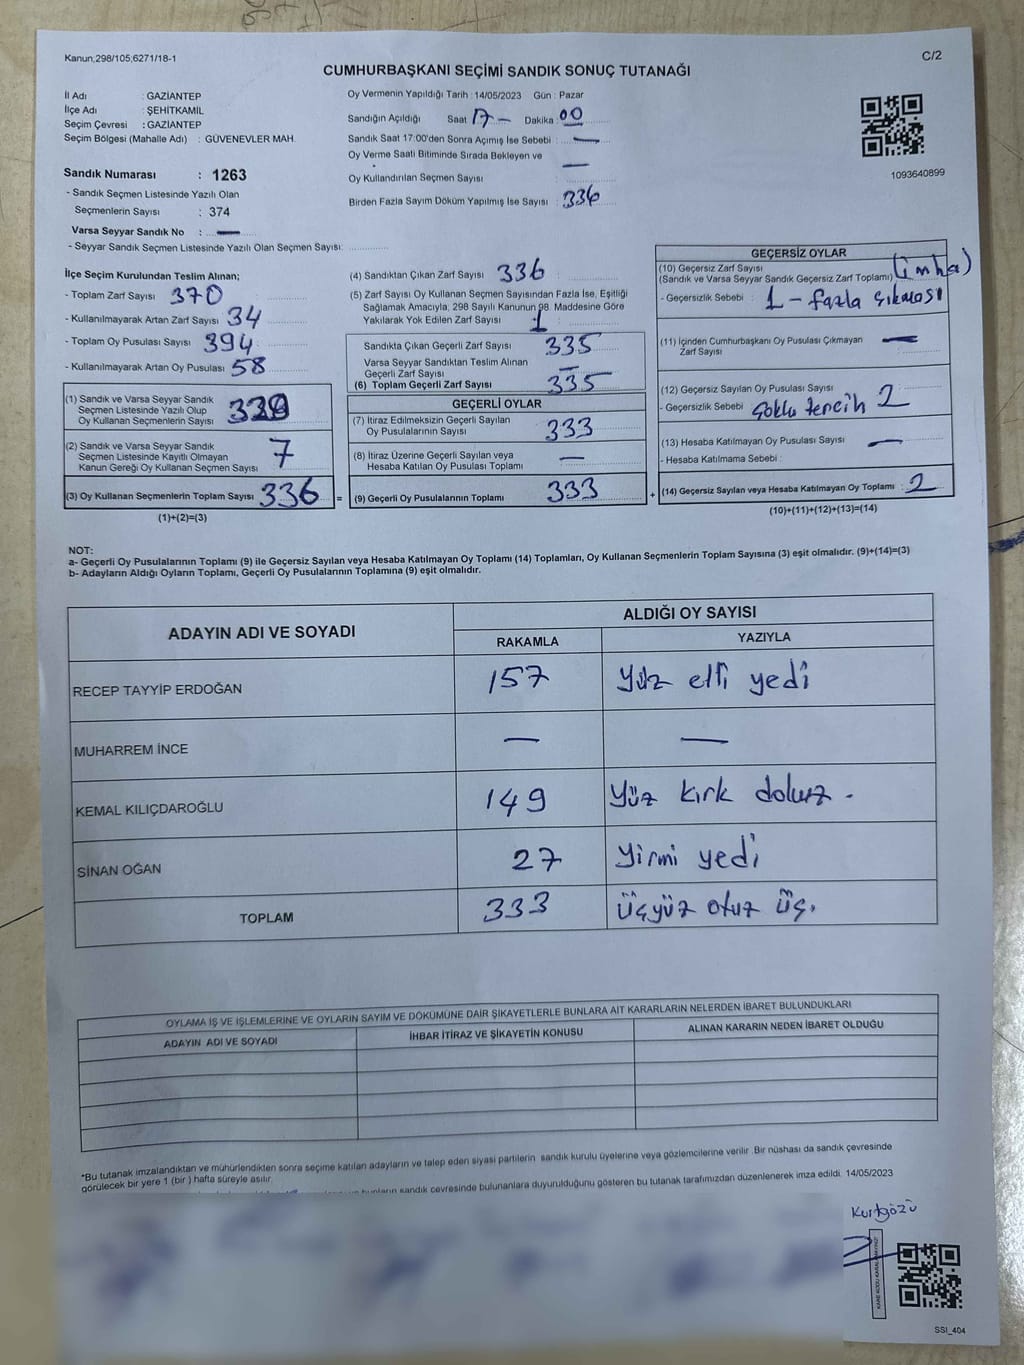 Kanun;298/105;6271/18-1
C/2
CUMHURBAŞKANI SEÇİMİ SANDIK SONUÇ TUTANAĞI
İl Adı : GAZİANTEP
İlçe Adı : ŞEHİTKAMİL
Seçim Çevresi : GAZİANTEP
Seçim Bölgesi (Mahalle Adı) : GÜVENEVLER MAH.
Sandık Numarası : 1263
- Sandık Seçmen Listesinde Yazılı Olan
Seçmenlerin Sayısı : 374
Varsa Seyyar Sandık No : —
- Seyyar Sandık Seçmen Listesinde Yazılı Olan Seçmen Sayısı:
Oy Vermenin Yapıldığı Tarih : 14/05/2023 Gün : Pazar
Sandığın Açıldığı Saat 17 - Dakika : 00
Sandık Saat 17:00'den Sonra Açımış İse Sebebi : —
Oy Verme Saati Bitiminde Sırada Bekleyen ve
Oy Kullandırılan Seçmen Sayısı : —
Birden Fazla Sayım Döküm Yapılmış İse Sayısı : 336
1093640899
İlçe Seçim Kurulundan Teslim Alınan;
- Toplam Zarf Sayısı : 370
- Kullanılmayarak Artan Zarf Sayısı : 34
- Toplam Oy Pusulası Sayısı : 394
- Kullanılmayarak Artan Oy Pusulası : 58
(1) Sandık ve Varsa Seyyar Sandık
Seçmen Listesinde Yazılı Olup
Oy Kullanan Seçmenlerin Sayısı :
(2) Sandık ve Varsa Seyyar Sandık
Seçmen Listesinde Kayıtlı Olmayan
Kanun Gereği Oy Kullanan Seçmen Sayısı : 7
(3) Oy Kullanan Seçmenlerin Toplam Sayısı : 336 =
(1)+(2)=(3)
(4) Sandıktan Çıkan Zarf Sayısı : 336
(5) Zarf Sayısı Oy Kullanan Seçmen Sayısından Fazla İse, Eşitliği
Sağlamak Amacıyla, 298 Sayılı Kanunun 98. Maddesine Göre
Yakılarak Yok Edilen Zarf Sayısı : 1
Sandıkta Çıkan Geçerli Zarf Sayısı : 335
Varsa Seyyar Sandıktan Teslim Alınan
Geçerli Zarf Sayısı : —
(6) Toplam Geçerli Zarf Sayısı : 335
GEÇERLİ OYLAR
(7) İtiraz Edilmeksizin Geçerli Sayılan
Oy Pusulalarının Sayısı : 333
(8) İtiraz Üzerine Geçerli Sayılan veya
Hesaba Katılan Oy Pusulası Toplamı : —
(9) Geçerli Oy Pusulalarının Toplamı : 333 +
GEÇERSİZ OYLAR
(10) Geçersiz Zarf Sayısı (imha)
(Sandık ve Varsa Seyyar Sandık Geçersiz Zarf Toplamı)
- Geçersizlik Sebebi : 1 - fazla çıkması
(11) İçinden Cumhurbaşkanı Oy Pusulası Çıkmayan
Zarf Sayısı : —
(12) Geçersiz Sayılan Oy Pusulası Sayısı : 2
- Geçersizlik Sebebi : çoklu tercih
(13) Hesaba Katılmayan Oy Pusulası Sayısı : —
- Hesaba Katılmama Sebebi :
(14) Geçersiz Sayılan veya Hesaba Katılmayan Oy Toplamı : 2
(10)+(11)+(12)+(13)=(14)
NOT:
a- Geçerli Oy Pusulalarının Toplamı (9) ile Geçersiz Sayılan veya Hesaba Katılmayan Oy Toplamı (14) Toplamları, Oy Kullanan Seçmenlerin Toplam Sayısına (3) eşit olmalıdır. (9)+(14)=(3)
b- Adayların Aldığı Oyların Toplamı, Geçerli Oy Pusulalarının Toplamına (9) eşit olmalıdır.
ADAYIN ADI VE SOYADI
ALDIĞI OY SAYISI
RAKAMLA YAZIYLA
RECEP TAYYİP ERDOĞAN 157 Yüz elli yedi
MUHARREM İNCE — —
KEMAL KILIÇDAROĞLU 149 Yüz kırk dokuz .
SİNAN OĞAN 27 Yirmi yedi
TOPLAM 333 Üçyüz otuz üç.
OYLAMA İŞ VE İŞLEMLERİNE VE OYLARIN SAYIM VE DÖKÜMÜNE DAİR ŞİKAYETLERLE BUNLARA AİT KARARLARIN NELERDEN İBARET BULUNDUKLARI
ADAYIN ADI VE SOYADI İHBAR İTİRAZ VE ŞİKAYETİN KONUSU ALINAN KARARIN NEDEN İBARET OLDUĞU
*Bu tutanak imzalandıktan ve mühürlendikten sonra seçime katılan adayların ve talep eden siyasi partilerin sandık kurulu üyelerine veya gözlemcilerine verilir. Bir nüshası da sandık çevresinde
görülecek bir yere 1 (bir ) hafta süreyle asılır.
bunların sandık çevresinde bulunanlara duyurulduğunu gösteren bu tutanak tarafımızdan düzenlenerek imza edildi. 14/05/2023
Kurtgözü
KARE KODU KARALAMAYINIZ!
SSİ_404